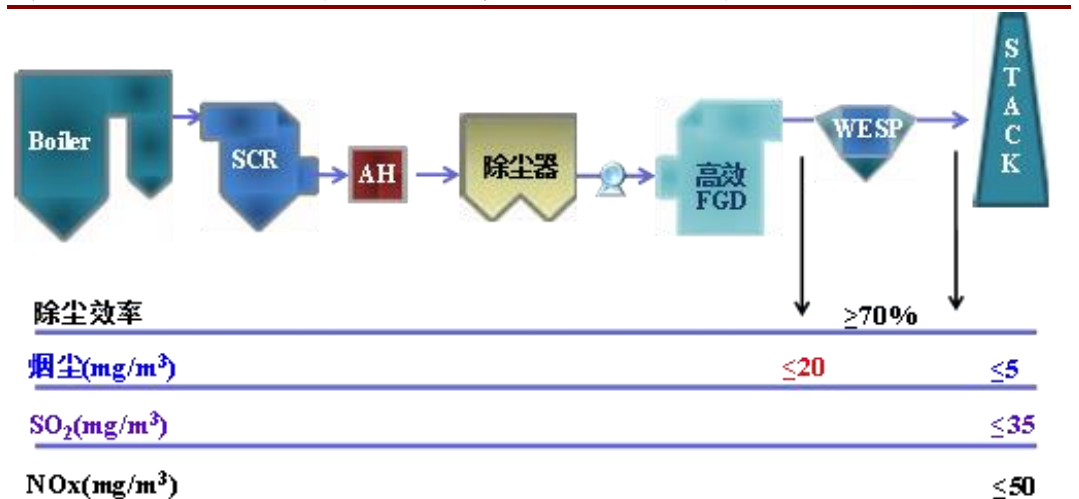 STACK
Boiler
SCR
AH
除尘器
高效
FGD
WESP
除尘效率 ≥70%
烟尘(mg/m³) ≤20 ≤5
SO₂(mg/m³) ≤35
NOx(mg/m³) ≤50